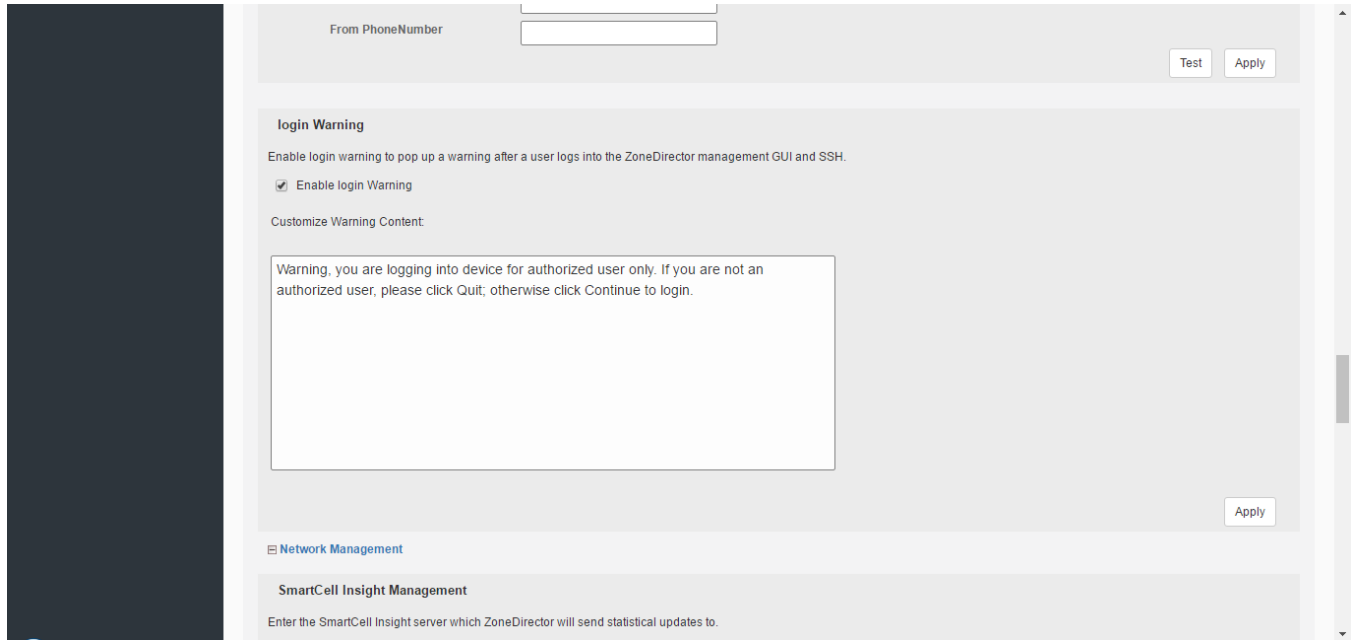 From PhoneNumber
Test Apply
login Warning
Enable login warning to pop up a warning after a user logs into the ZoneDirector management GUI and SSH.
Enable login Warning
Customize Warning Content:
Warning, you are logging into device for authorized user only. If you are not an
authorized user, please click Quit; otherwise click Continue to login.
Apply
Network Management
SmartCell Insight Management
Enter the SmartCell Insight server which ZoneDirector will send statistical updates to.